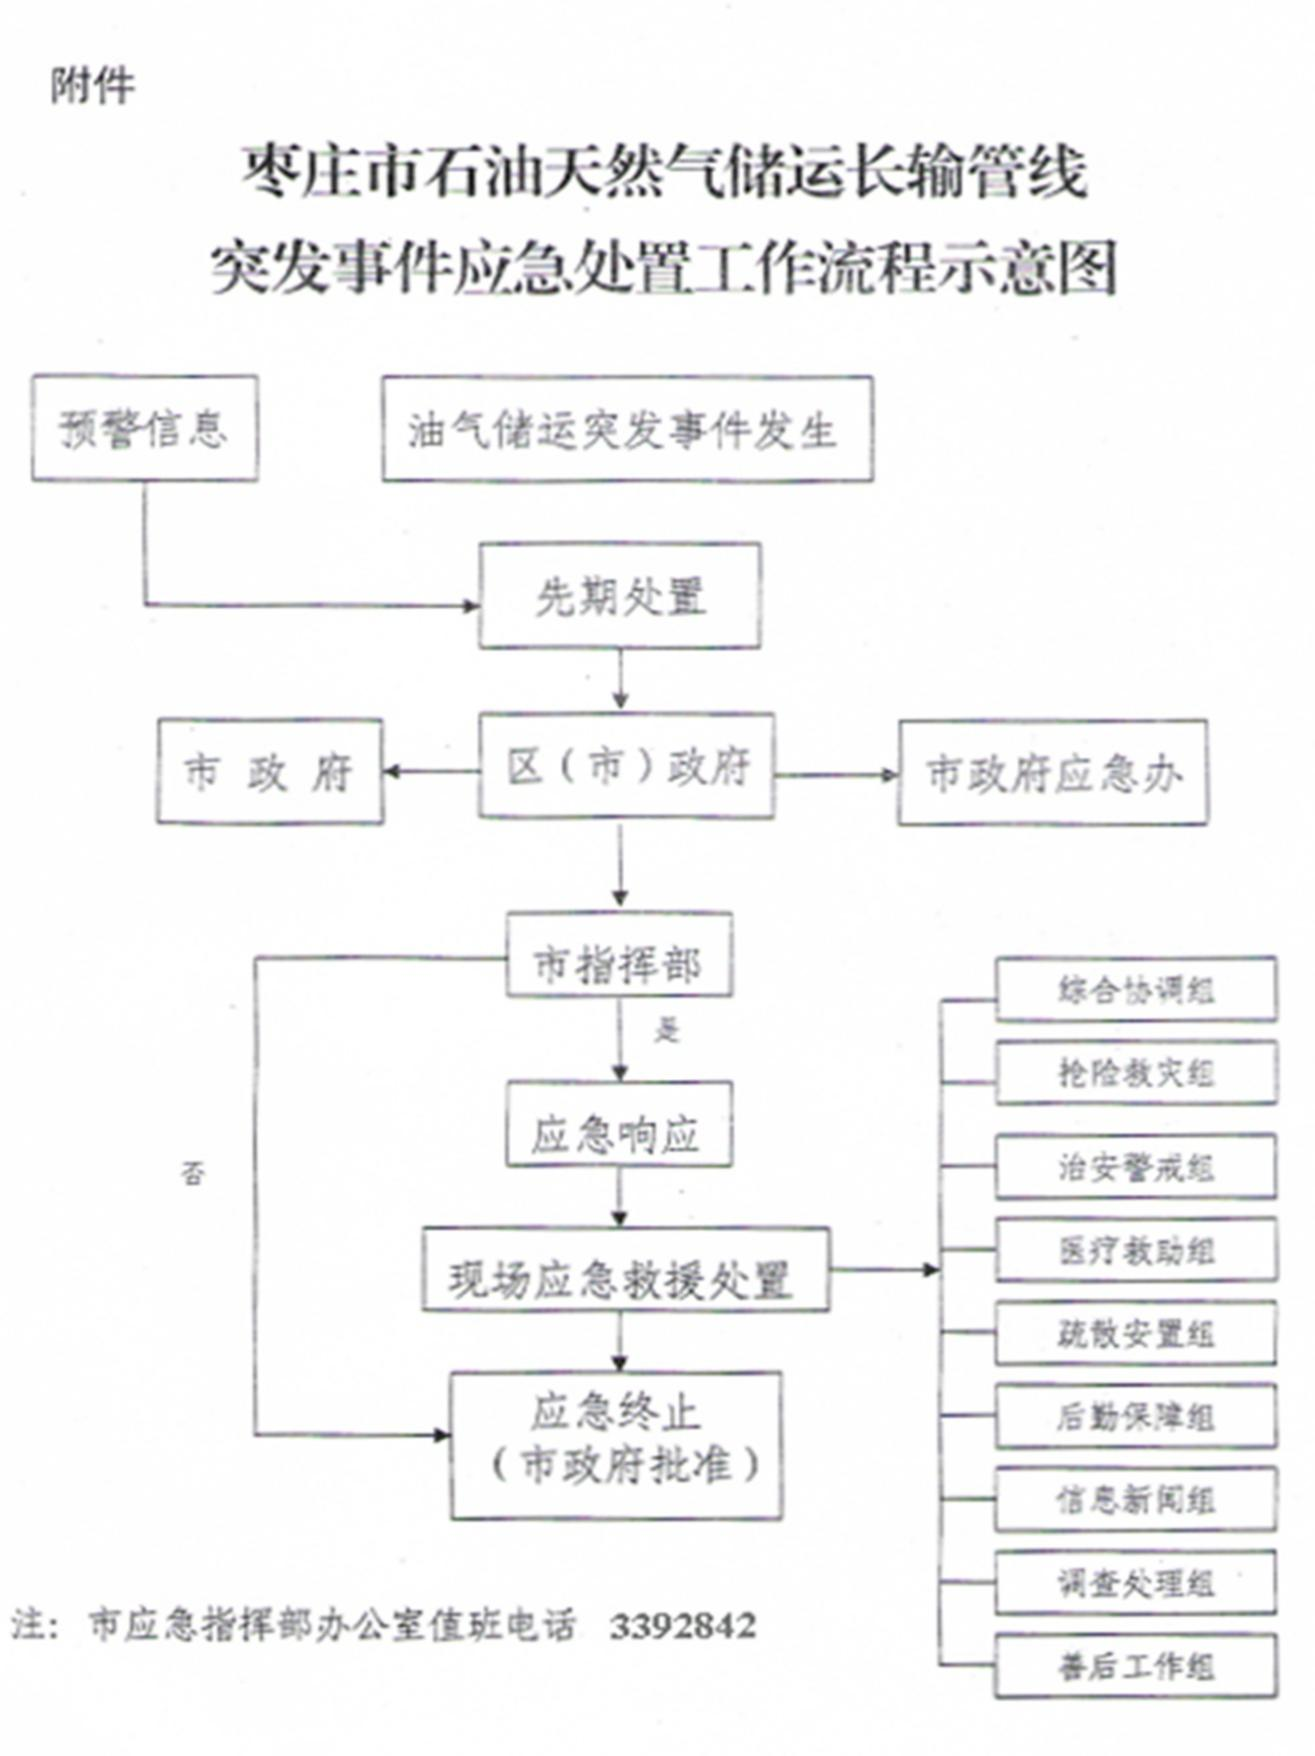 附件
枣庄市石油天然气储运长输管线
突发事件应急处置工作流程示意图
预警信息
油气储运突发事件发生
先期处置
市 政 府
区(市)政府
市政府应急办
市指挥部
是
否
应急响应
现场应急救援处置
应急终止
(市政府批准)
综合协调组
抢险救灾组
治安警戒组
医疗救助组
疏散安置组
后勤保障组
信息新闻组
调查处理组
善后工作组
注: 市应急指挥部办公室值班电话 3392842